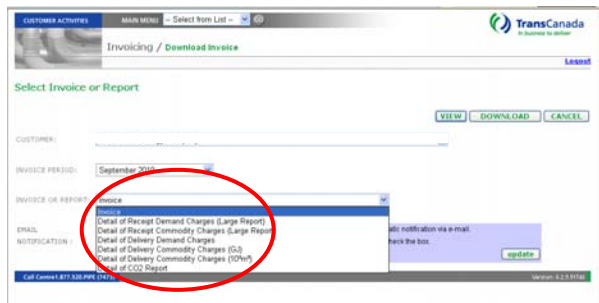 CUSTOMER ACTIVITIES MAIN MENU -- Select from List --
TransCanada
In business to deliver
Invoicing / Download Invoice
Logout
Select Invoice or Report
VIEW DOWNLOAD CANCEL
CUSTOMER:
INVOICE PERIOD: September 2010
INVOICE OR REPORT: Invoice
Invoice
Detail of Receipt Demand Charges (Large Report)
Detail of Receipt Commodity Charges (Large Report
Detail of Delivery Demand Charges
Detail of Delivery Commodity Charges (GJ)
Detail of Delivery Commodity Charges (10³m³)
Detail of CO2 Report
EMAIL NOTIFICATION :
atic notification via e-mail.
heck the box.
update
Call Centre1.877.320.PIPE (7473)